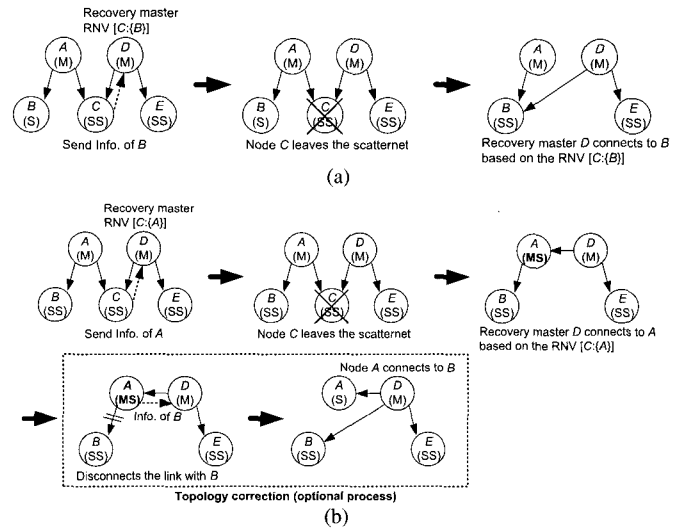 Recovery master
RNV [C:{B}]
A
(M)
D
(M)
B
(S)
C
(SS)
E
(SS)
Send Info. of B
A
(M)
D
(M)
B
(S)
C
(SS)
E
(SS)
Node C leaves the scatternet
A
(M)
D
(M)
B
(SS)
E
(SS)
Recovery master D connects to B
based on the RNV [C:{B}]
(a)
Recovery master
RNV [C:{A}]
A
(M)
D
(M)
B
(SS)
C
(SS)
E
(SS)
Send Info. of A
A
(M)
D
(M)
B
(SS)
C
(SS)
E
(SS)
Node C leaves the scatternet
A
(MS)
D
(M)
B
(SS)
E
(SS)
Recovery master D connects to A
based on the RNV [C:{A}]
A
(MS)
D
(M)
Info. of B
B
(SS)
E
(SS)
Disconnects the link with B
Node A connects to B
A
(S)
D
(M)
B
(SS)
E
(SS)
Topology correction (optional process)
(b)